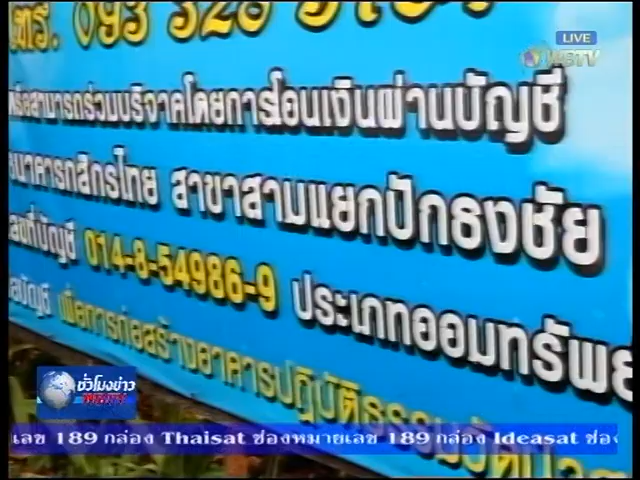 โทร. 093 328
LIVE
WBTV
หรือสามารถร่วมบริจาคโดยการโอนเงินผ่านบัญชี
ธนาคารกสิกรไทย สาขาสามแยกปักธงชัย
เลขที่บัญชี 014-8-54986-9 ประเภทออมทรัพย์
ชื่อบัญชี เพื่อการก่อสร้างอาคารปฏิบัติธรรมวัด
ชั่วโมงข่าว
WBTV
เลข 189 กล่อง Thaisat ช่องหมายเลข 189 กล่อง Ideasat ช่อง